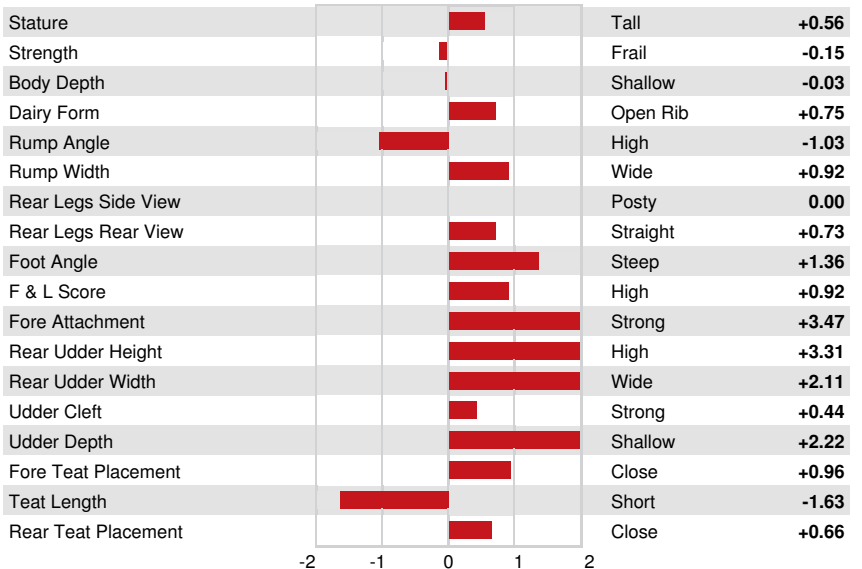 Stature Tall +0.56
Strength Frail -0.15
Body Depth Shallow -0.03
Dairy Form Open Rib +0.75
Rump Angle High -1.03
Rump Width Wide +0.92
Rear Legs Side View Posty 0.00
Rear Legs Rear View Straight +0.73
Foot Angle Steep +1.36
F & L Score High +0.92
Fore Attachment Strong +3.47
Rear Udder Height High +3.31
Rear Udder Width Wide +2.11
Udder Cleft Strong +0.44
Udder Depth Shallow +2.22
Fore Teat Placement Close +0.96
Teat Length Short -1.63
Rear Teat Placement Close +0.66
-2 -1 0 1 2